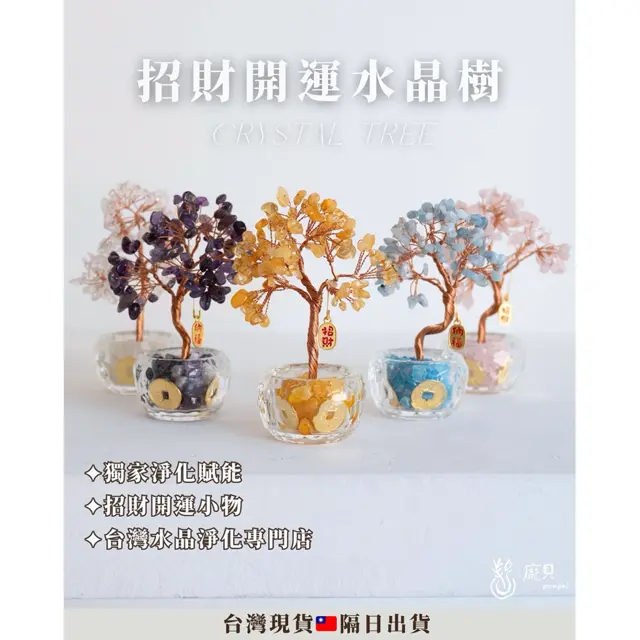 招財開運水晶樹
CRYSTAL TREE
招財
✦獨家淨化賦能
✦招財開運小物
✦台灣水晶淨化專門店
龐貝
台灣現貨🇹🇼隔日出貨